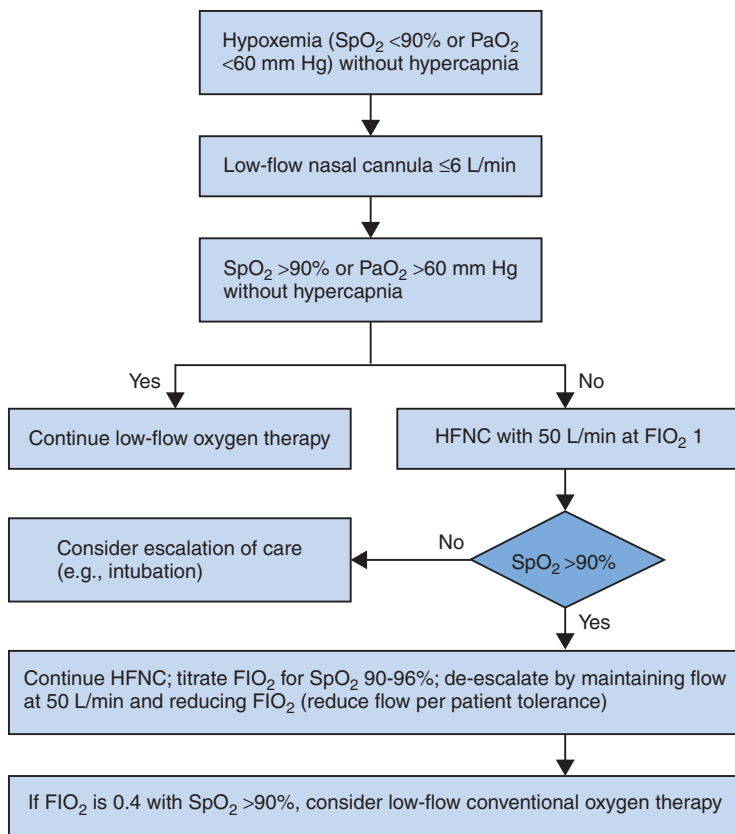 Hypoxemia (SpO₂ <90% or PaO₂
<60 mm Hg) without hypercapnia
Low-flow nasal cannula ≤6 L/min
SpO₂ >90% or PaO₂ >60 mm Hg
without hypercapnia
Yes
No
Continue low-flow oxygen therapy
HFNC with 50 L/min at FIO₂ 1
Consider escalation of care
(e.g., intubation)
No
SpO₂ >90%
Yes
Continue HFNC; titrate FIO₂ for SpO₂ 90-96%; de-escalate by maintaining flow
at 50 L/min and reducing FIO₂ (reduce flow per patient tolerance)
If FIO₂ is 0.4 with SpO₂ >90%, consider low-flow conventional oxygen therapy